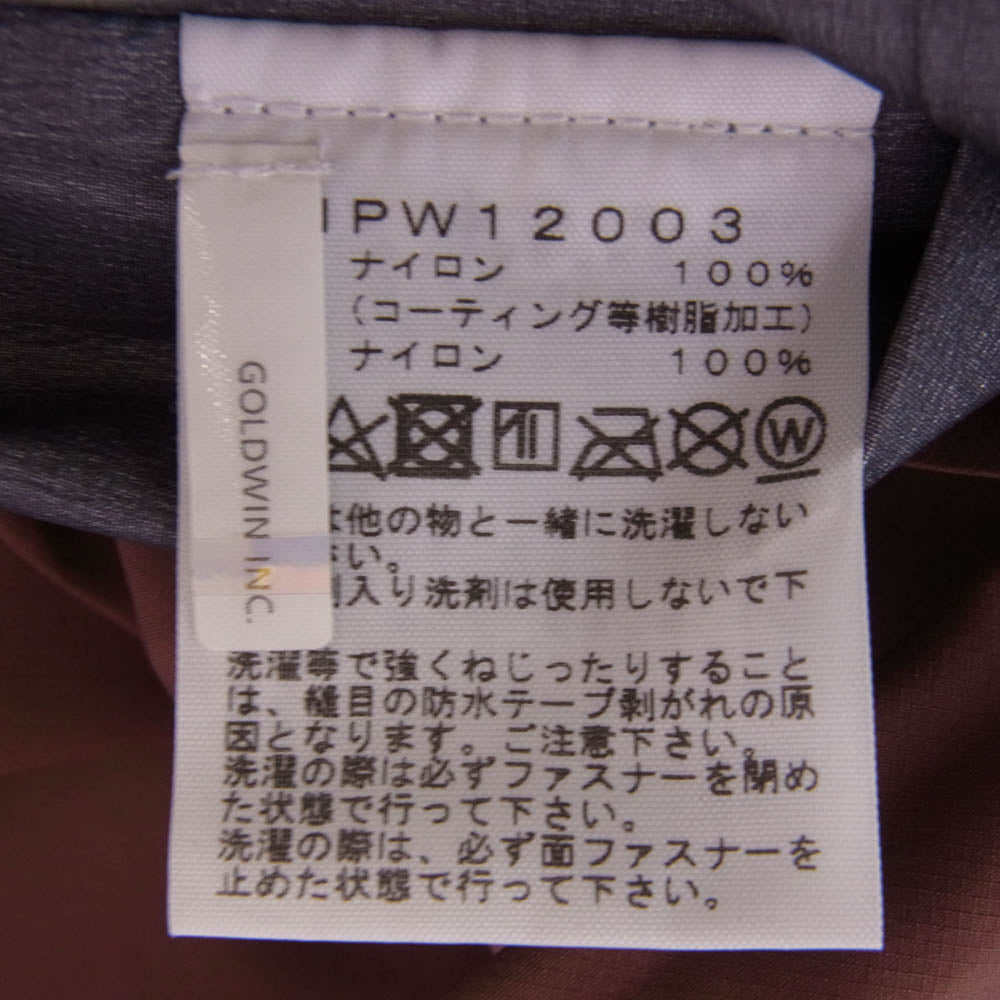 IPW12003
ナイロン 100%
(コーティング等樹脂加工)
ナイロン 100%
W
GOLDWIN INC.
他の物と一緒に洗濯しない
さい。
入り洗剤は使用しないで下
洗濯等で強くねじったりすること
は、縫目の防水テープ剥がれの原
因となります。ご注意下さい。
洗濯の際は必ずファスナーを閉め
た状態で行って下さい。
洗濯の際は、必ず面ファスナーを
止めた状態で行って下さい。